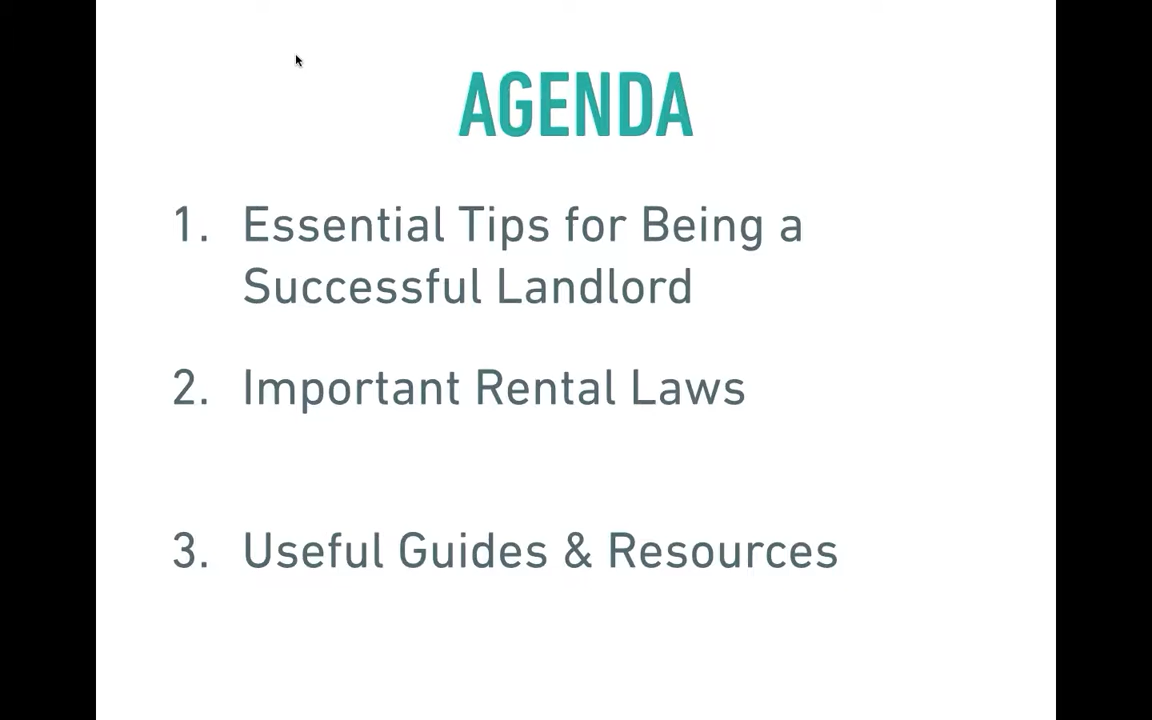 AGENDA
1. Essential Tips for Being a
Successful Landlord
2. Important Rental Laws
3. Useful Guides & Resources